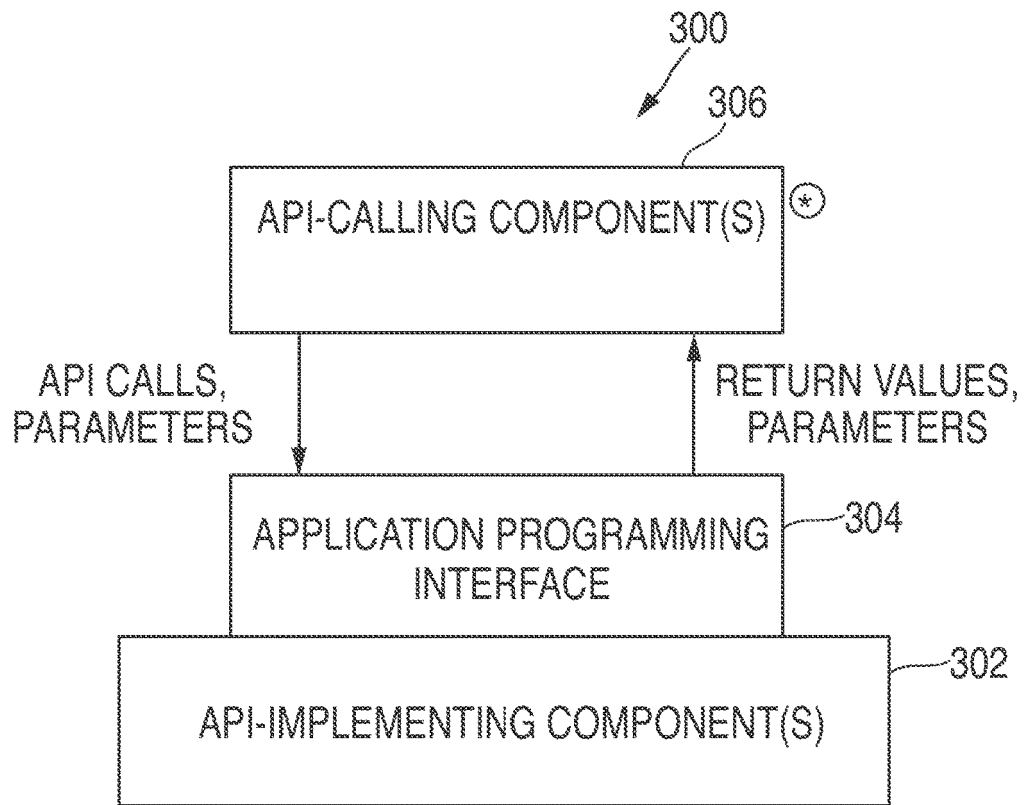 300
306
API-CALLING COMPONENT(S)
*
API CALLS,
PARAMETERS
RETURN VALUES,
PARAMETERS
APPLICATION PROGRAMMING
INTERFACE
304
302
API-IMPLEMENTING COMPONENT(S)